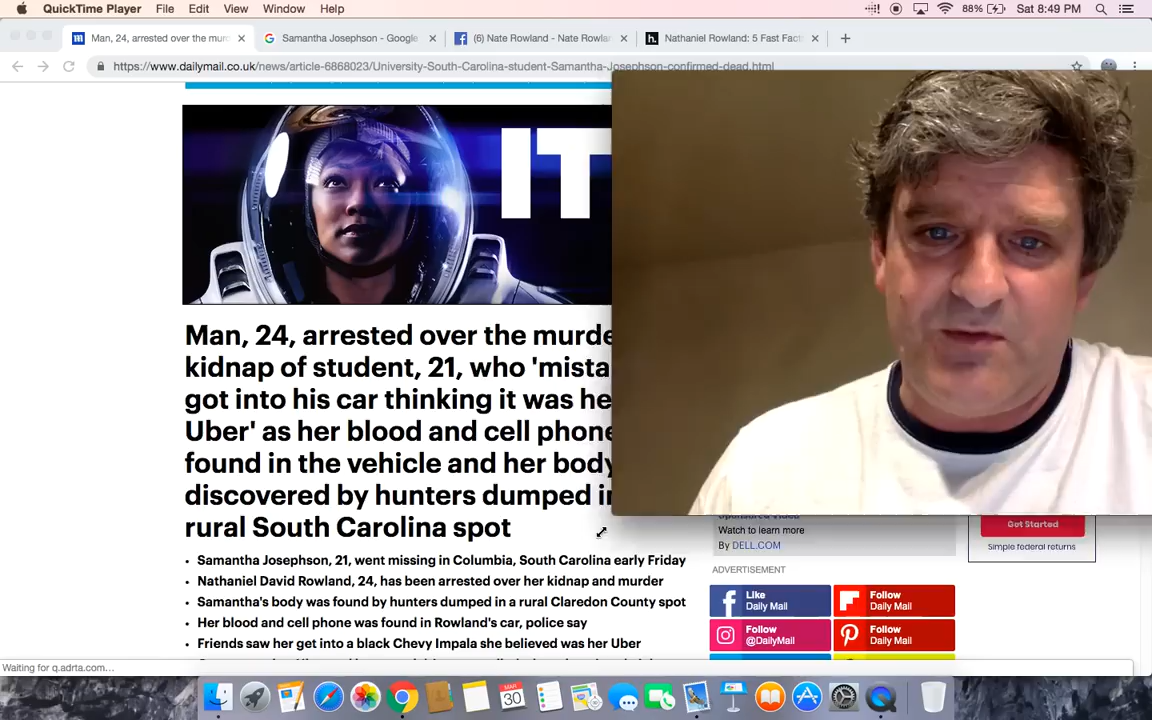 QuickTime Player File Edit View Window Help 88% Sat 8:49 PM
Man, 24, arrested over the mur
Samantha Josephson - Google
(6) Nate Rowland - Nate Rowlan
Nathaniel Rowland: 5 Fast Fact
https://www.dailymail.co.uk/news/article-6868023/University-South-Carolina-student-Samantha-Josephson-confirmed-dead.html
IT
Man, 24, arrested over the murde
kidnap of student, 21, who 'mista
got into his car thinking it was he
Uber' as her blood and cell phone
found in the vehicle and her body
discovered by hunters dumped in
rural South Carolina spot
• Samantha Josephson, 21, went missing in Columbia, South Carolina early Friday
• Nathaniel David Rowland, 24, has been arrested over her kidnap and murder
• Samantha's body was found by hunters dumped in a rural Claredon County spot
• Her blood and cell phone was found in Rowland's car, police say
• Friends saw her get into a black Chevy Impala she believed was her Uber
Watch to learn more
By DELL.COM
Get Started
Simple federal returns
ADVERTISEMENT
Like
Daily Mail
Follow
Daily Mail
Follow
@DailyMail
Follow
Daily Mail
Waiting for q.adrta.com...
MAR
30